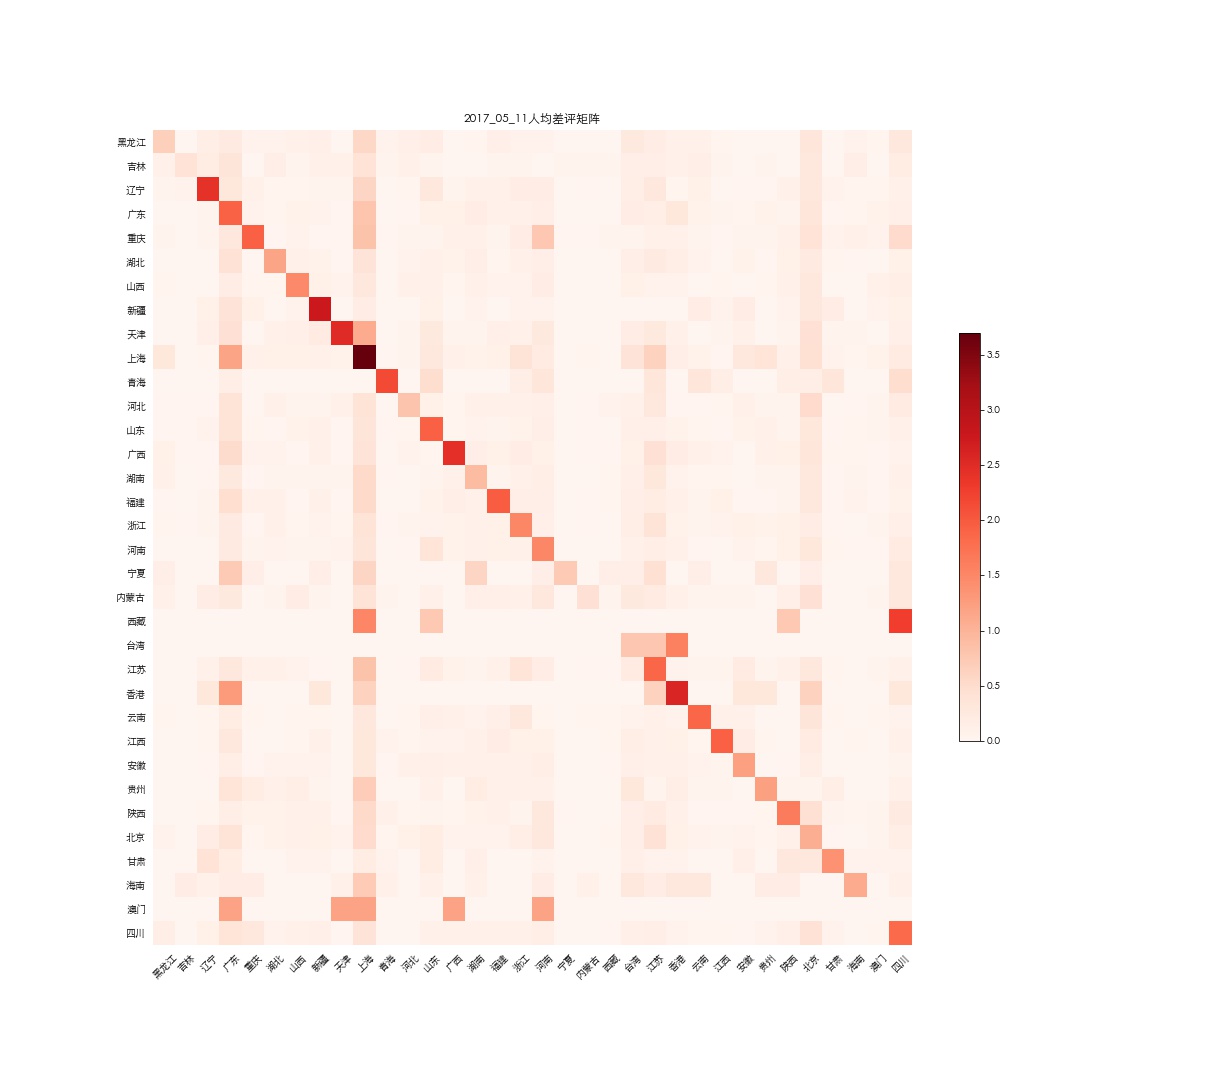 2017_05_11人均差评矩阵
黑龙江
吉林
辽宁
广东
重庆
湖北
山西
新疆
天津
上海
青海
河北
山东
广西
湖南
福建
浙江
河南
宁夏
内蒙古
西藏
台湾
江苏
香港
云南
江西
安徽
贵州
陕西
北京
甘肃
海南
澳门
四川
黑龙江 吉林 辽宁 广东 重庆 湖北 山西 新疆 天津 上海 青海 河北 山东 广西 湖南 福建 浙江 河南 宁夏 内蒙古 西藏 台湾 江苏 香港 云南 江西 安徽 贵州 陕西 北京 甘肃 海南 澳门 四川
3.5
3.0
2.5
2.0
1.5
1.0
0.5
0.0